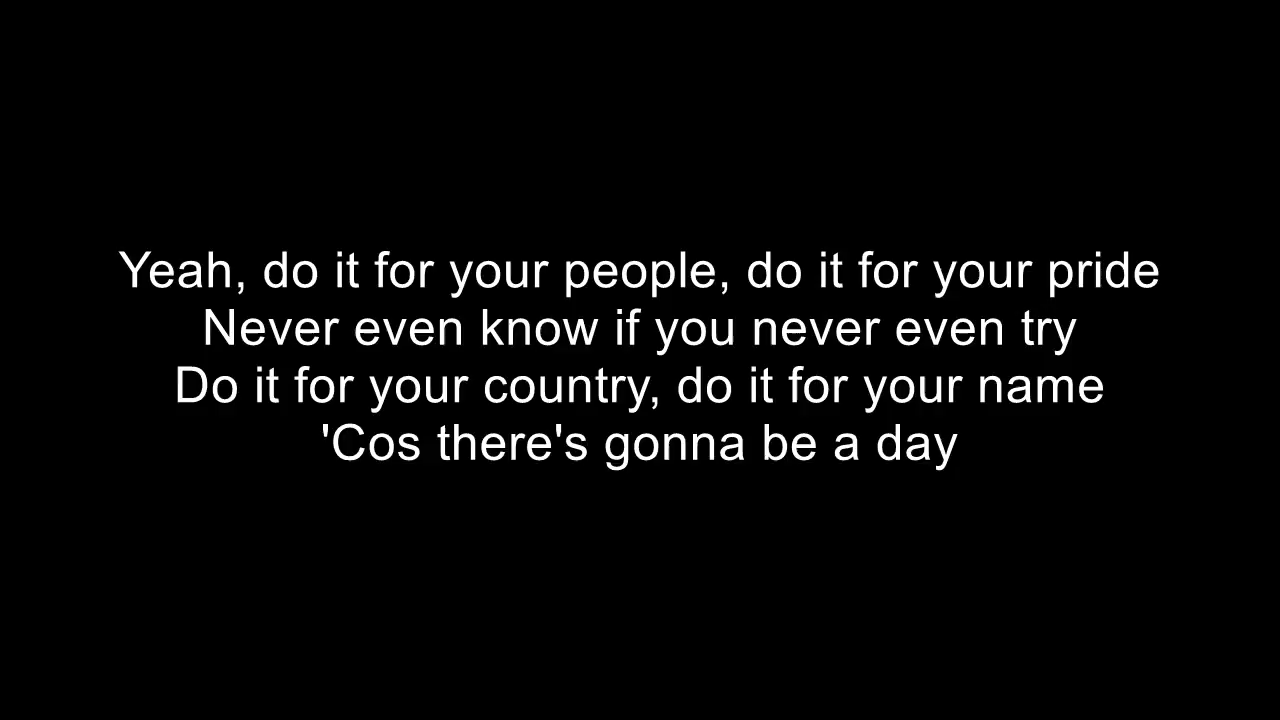 Yeah, do it for your people, do it for your pride
Never even know if you never even try
Do it for your country, do it for your name
'Cos there's gonna be a day